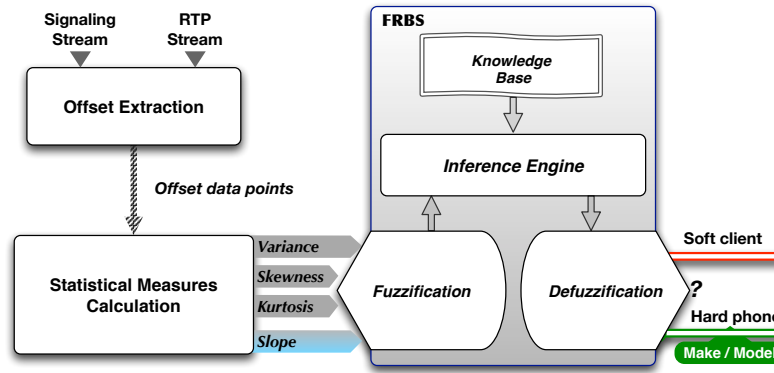 Signaling
Stream
RTP
Stream
FRBS
Knowledge
Base
Offset Extraction
Inference Engine
Offset data points
Statistical Measures
Calculation
Variance
Skewness
Kurtosis
Slope
Fuzzification
Defuzzification
Soft client
?
Hard phone
Make / Model